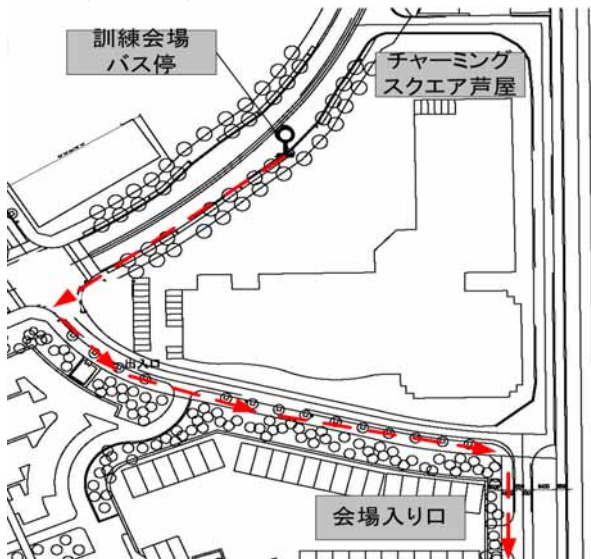 訓練会場
バス停
チャーミング
スクエア芦屋
出入口
会場入り口